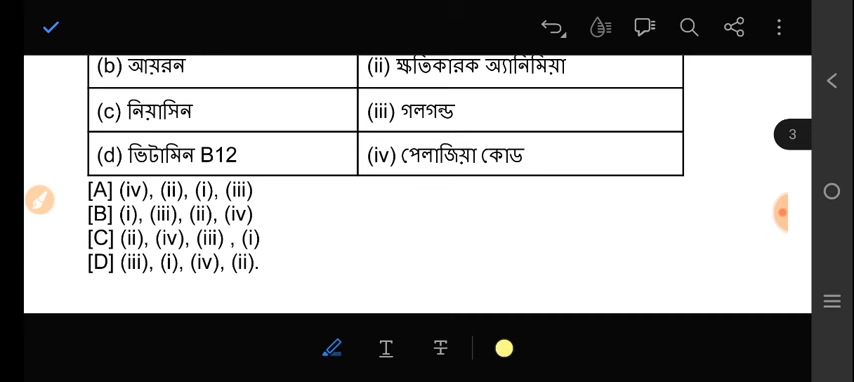 (b) আয়রন (ii) ক্ষতিকারক অ্যানিমিয়া
(c) নিয়াসিন (iii) গলগন্ড
3
(d) ভিটামিন B12 (iv) পেলাজিয়া কোড
[A] (iv), (ii), (i), (iii)
[B] (i), (iii), (ii), (iv)
[C] (ii), (iv), (iii) , (i)
[D] (iii), (i), (iv), (ii).